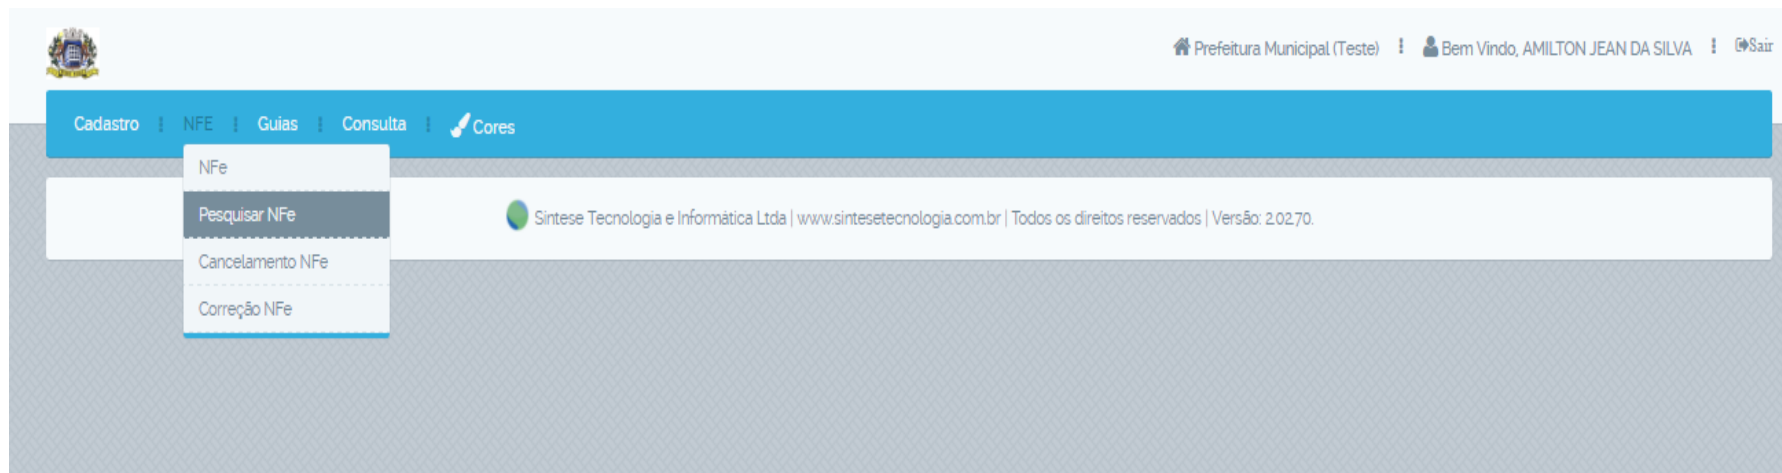 Prefeitura Municipal (Teste) Bem Vindo, AMILTON JEAN DA SILVA Sair
Cadastro NFE Guias Consulta Cores
NFe
Pesquisar NFe
Síntese Tecnologia e Informática Ltda | www.sintesetecnologia.com.br | Todos os direitos reservados | Versão: 2.02.70.
Cancelamento NFe
Correção NFe